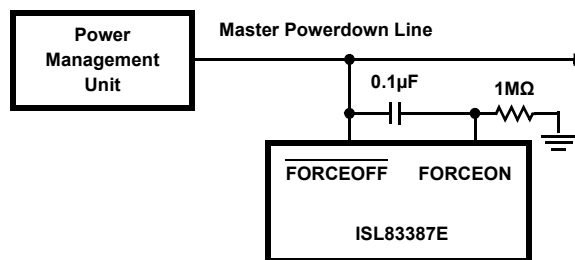 Power
Management
Unit
Master Powerdown Line
0.1µF
1MΩ
FORCEOFF FORCEON
ISL83387E